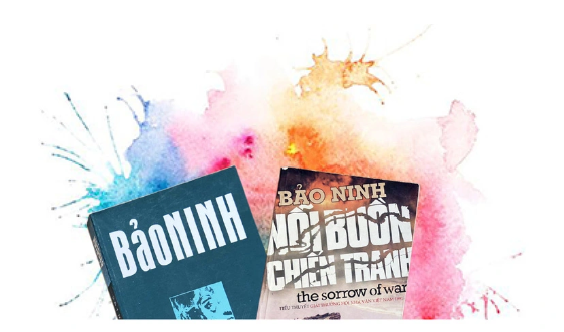 BảoNINH
BẢO NINH
NỖI BUỒN
CHIẾN TRANH
the sorrow of war